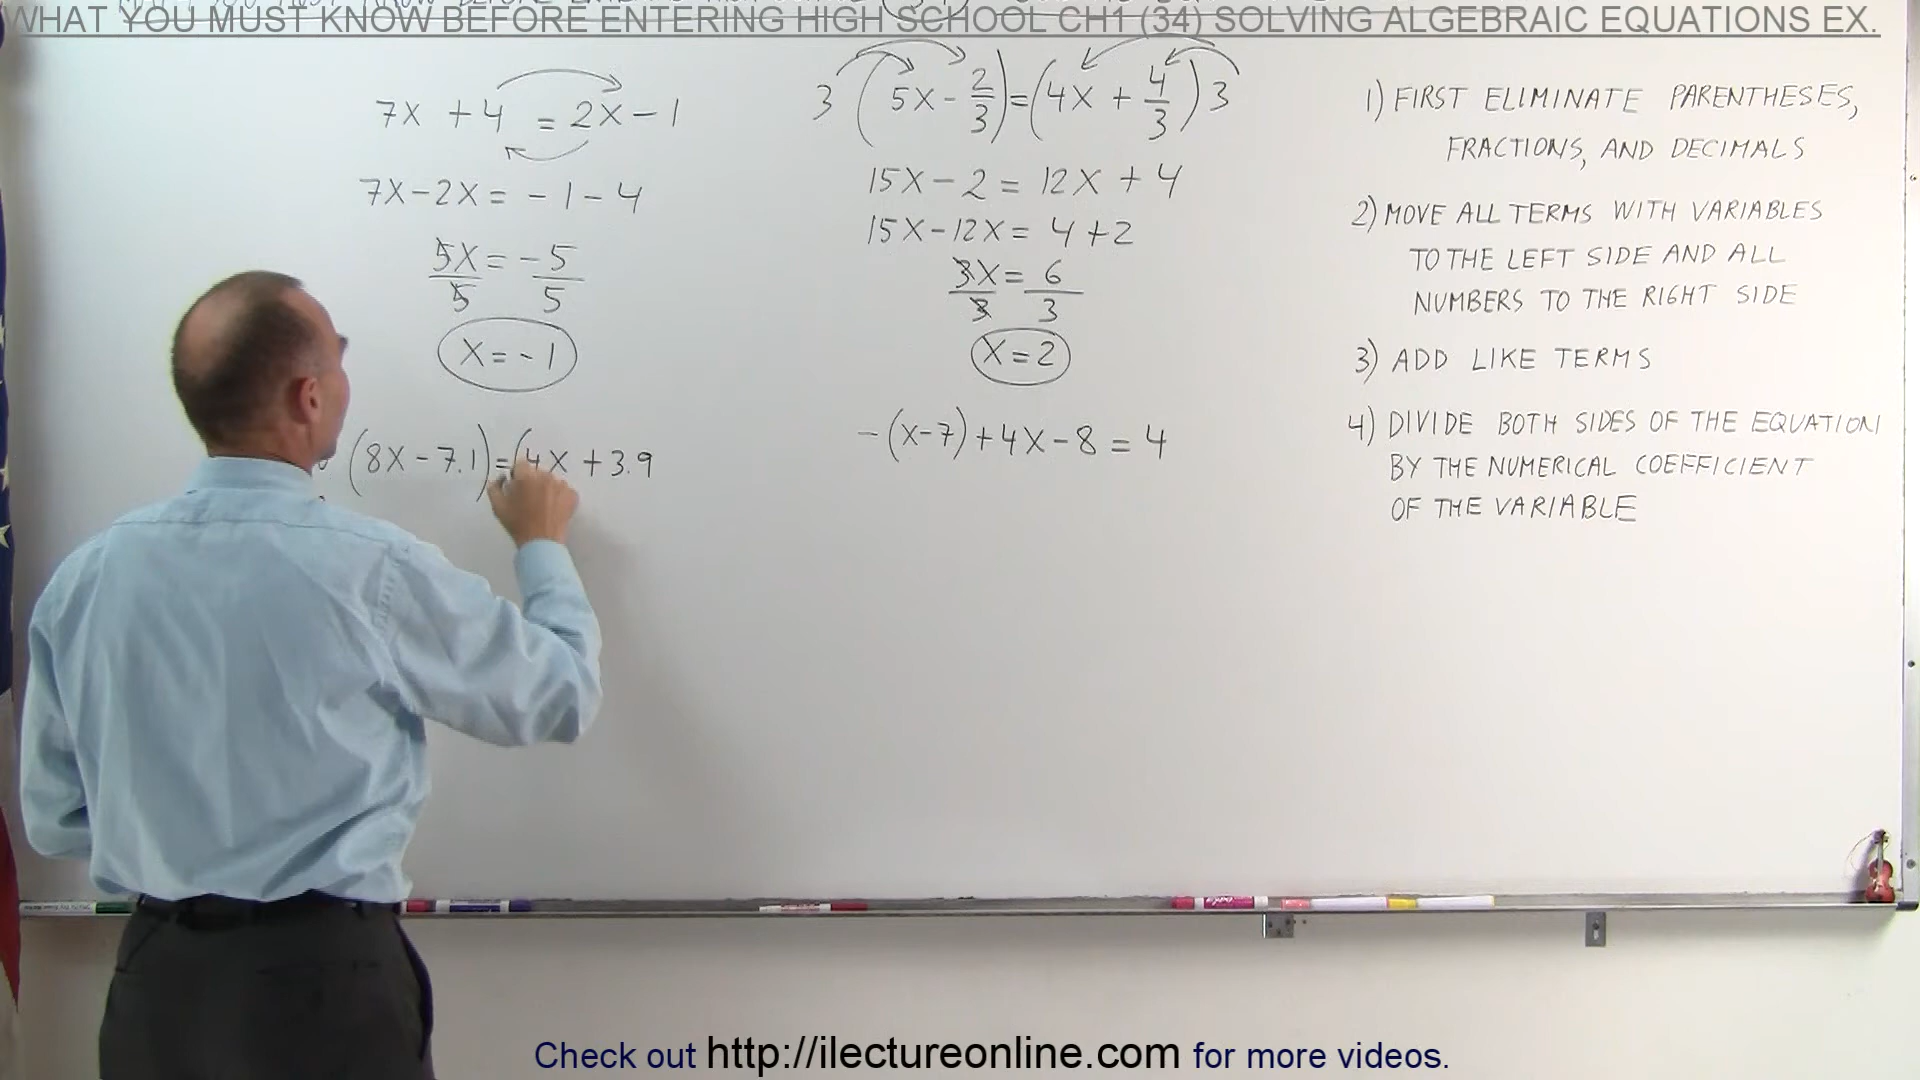 WHAT YOU MUST KNOW BEFORE ENTERING HIGH SCHOOL CH1 (34) SOLVING ALGEBRAIC EQUATIONS EX.
7X + 4 = 2X - 1
7X - 2X = - 1 - 4
5X = - 5
5 5
X = - 1
(8X - 7.1) = (4X + 3.9
3 (5X - 2/3) = (4X + 4/3) 3
15X - 2 = 12X + 4
15X - 12X = 4 + 2
3X = 6
3 3
X = 2
- (X - 7) + 4X - 8 = 4
1) FIRST ELIMINATE PARENTHESES,
FRACTIONS, AND DECIMALS
2) MOVE ALL TERMS WITH VARIABLES
TO THE LEFT SIDE AND ALL
NUMBERS TO THE RIGHT SIDE
3) ADD LIKE TERMS
4) DIVIDE BOTH SIDES OF THE EQUATION
BY THE NUMERICAL COEFFICIENT
OF THE VARIABLE
Check out http://ilectureonline.com for more videos.